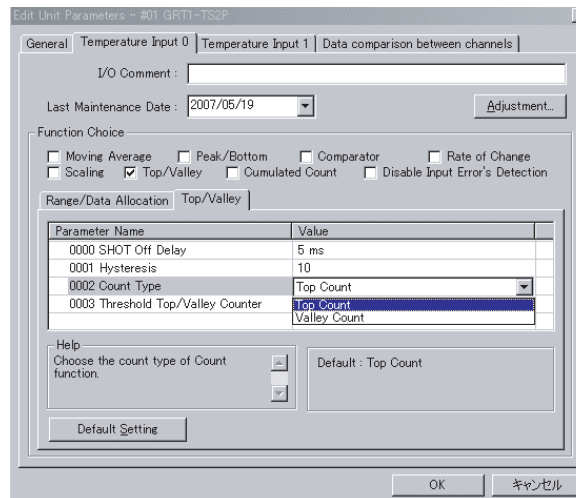 Edit Unit Parameters - #01 GRT1-TS2P
General Temperature Input 0 Temperature Input 1 Data comparison between channels
I/O Comment :
Last Maintenance Date : 2007/05/19 Adjustment...
Function Choice
Moving Average Peak/Bottom Comparator Rate of Change
Scaling Top/Valley Cumulated Count Disable Input Error's Detection
Range/Data Allocation Top/Valley
Parameter Name Value
0000 SHOT Off Delay 5 ms
0001 Hysteresis 10
0002 Count Type Top Count
0003 Threshold Top/Valley Counter Top Count
Valley Count
Help
Choose the count type of Count
function.
Default : Top Count
Default Setting
OK キャンセル